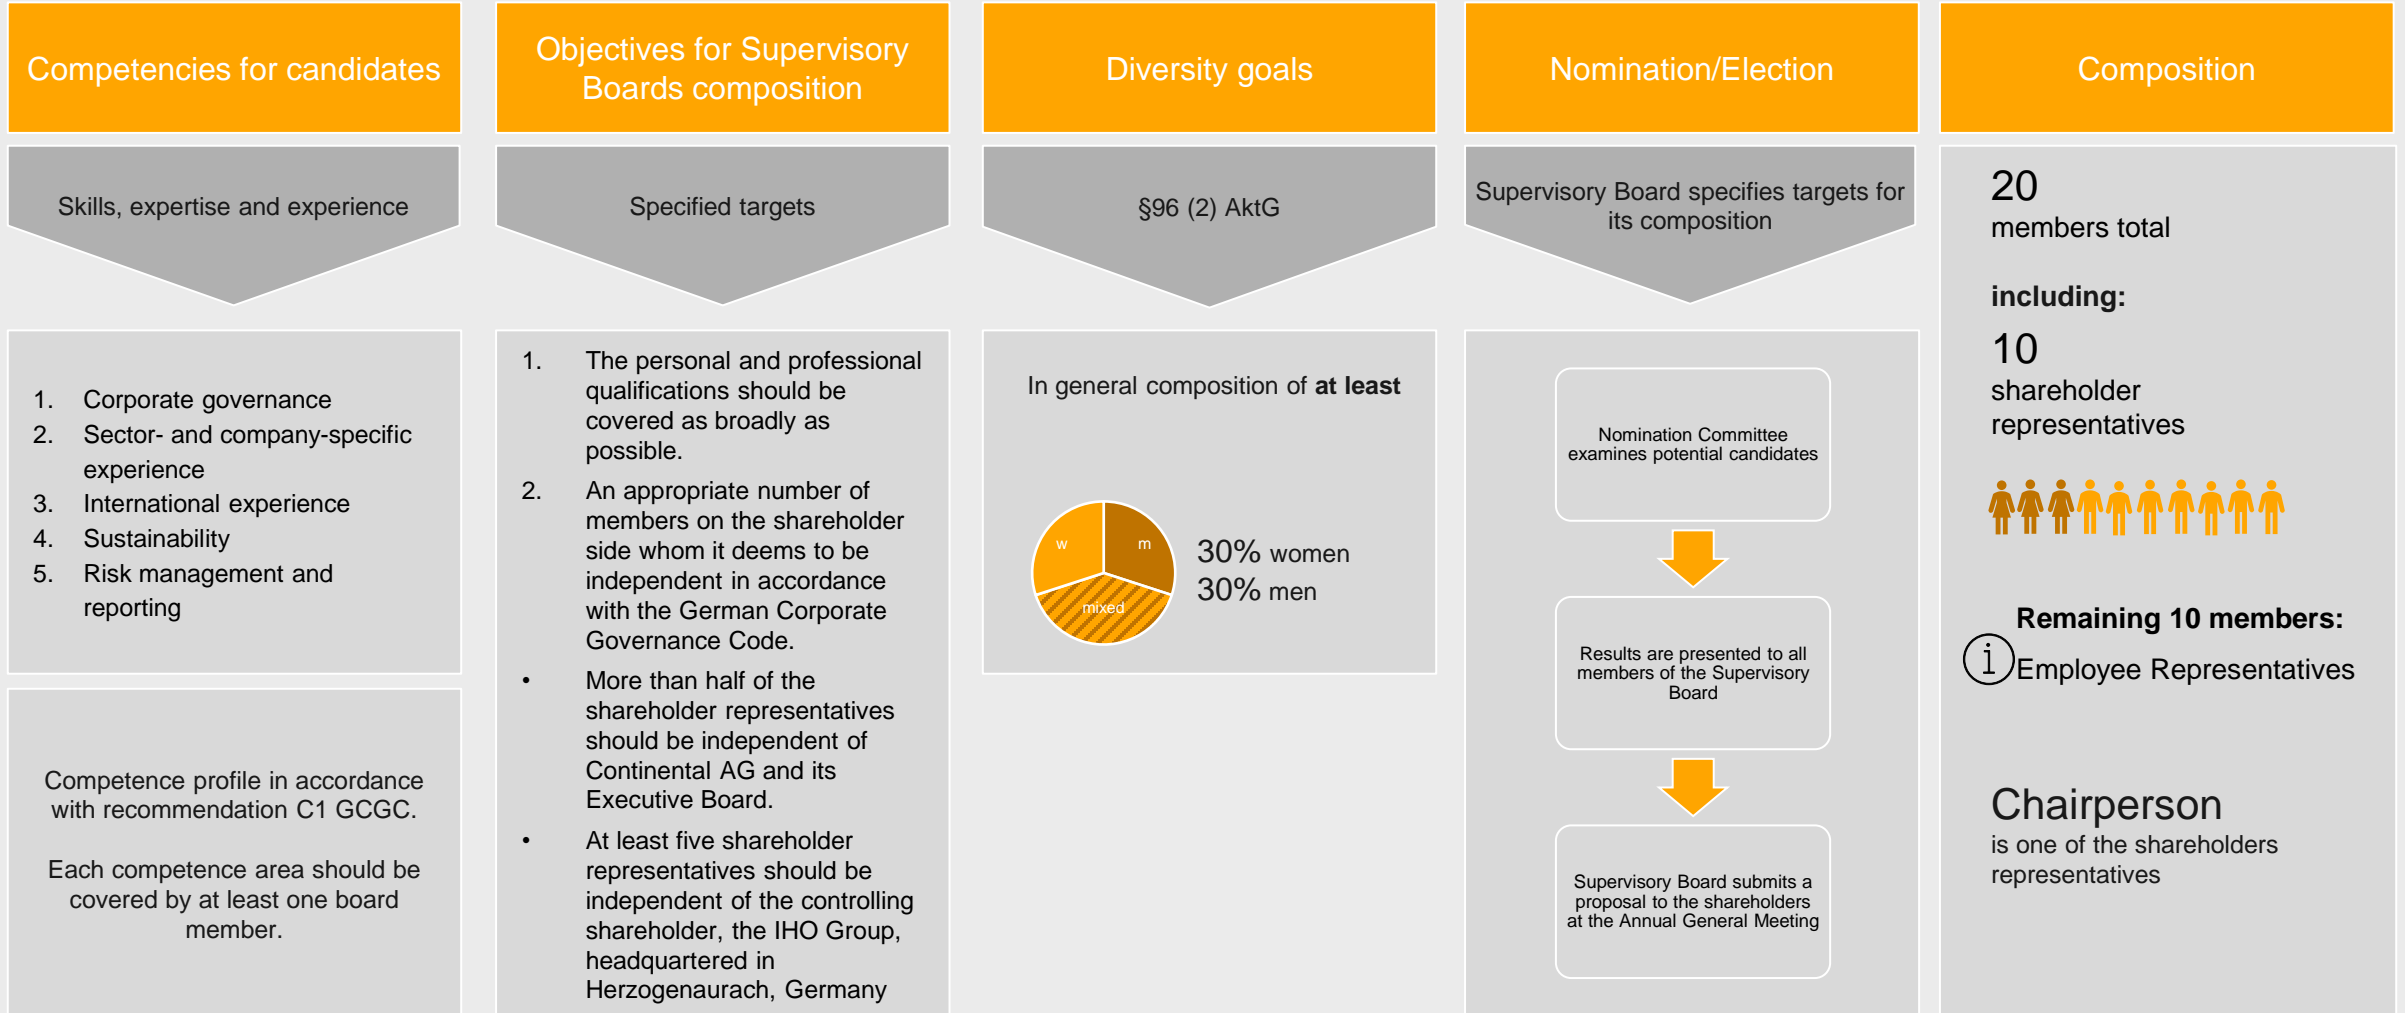 Competencies for candidates
Skills, expertise and experience
1. Corporate governance
2. Sector- and company-specific
experience
3. International experience
4. Sustainability
5. Risk management and
reporting
Competence profile in accordance
with recommendation C1 GCGC.
Each competence area should be
covered by at least one board
member.
Objectives for Supervisory
Boards composition
Specified targets
1. The personal and professional
qualifications should be
covered as broadly as
possible.
2. An appropriate number of
members on the shareholder
side whom it deems to be
independent in accordance
with the German Corporate
Governance Code.
• More than half of the
shareholder representatives
should be independent of
Continental AG and its
Executive Board.
• At least five shareholder
representatives should be
independent of the controlling
shareholder, the IHO Group,
headquartered in
Herzogenaurach, Germany
Diversity goals
§96 (2) AktG
In general composition of at least
w
m
mixed
30% women
30% men
Nomination/Election
Supervisory Board specifies targets for
its composition
Nomination Committee
examines potential candidates
Results are presented to all
members of the Supervisory
Board
Supervisory Board submits a
proposal to the shareholders
at the Annual General Meeting
Composition
20
members total
including:
10
shareholder
representatives
Remaining 10 members:
i
Employee Representatives
Chairperson
is one of the shareholders
representatives